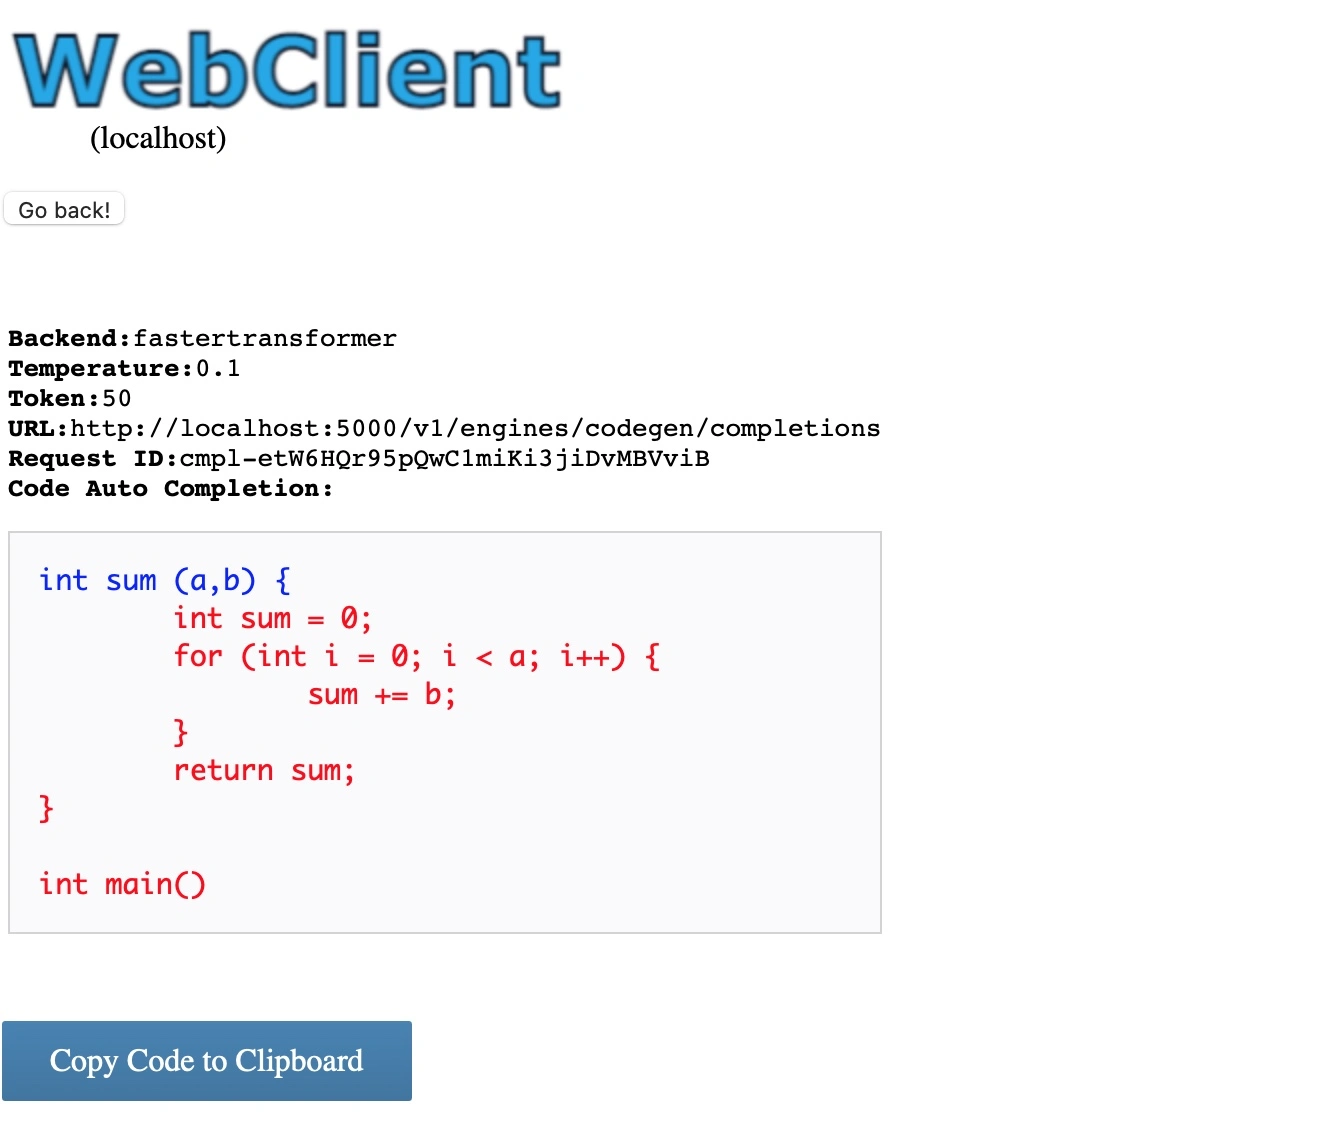 WebClient
(localhost)
Go back!
Backend:fastertransformer
Temperature:0.1
Token:50
URL:http://localhost:5000/v1/engines/codegen/completions
Request ID:cmpl-etW6HQr95pQwC1miKi3jiDvMBVviB
Code Auto Completion:
int sum (a,b) {
        int sum = 0;
        for (int i = 0; i < a; i++) {
                sum += b;
        }
        return sum;
}
int main()
Copy Code to Clipboard